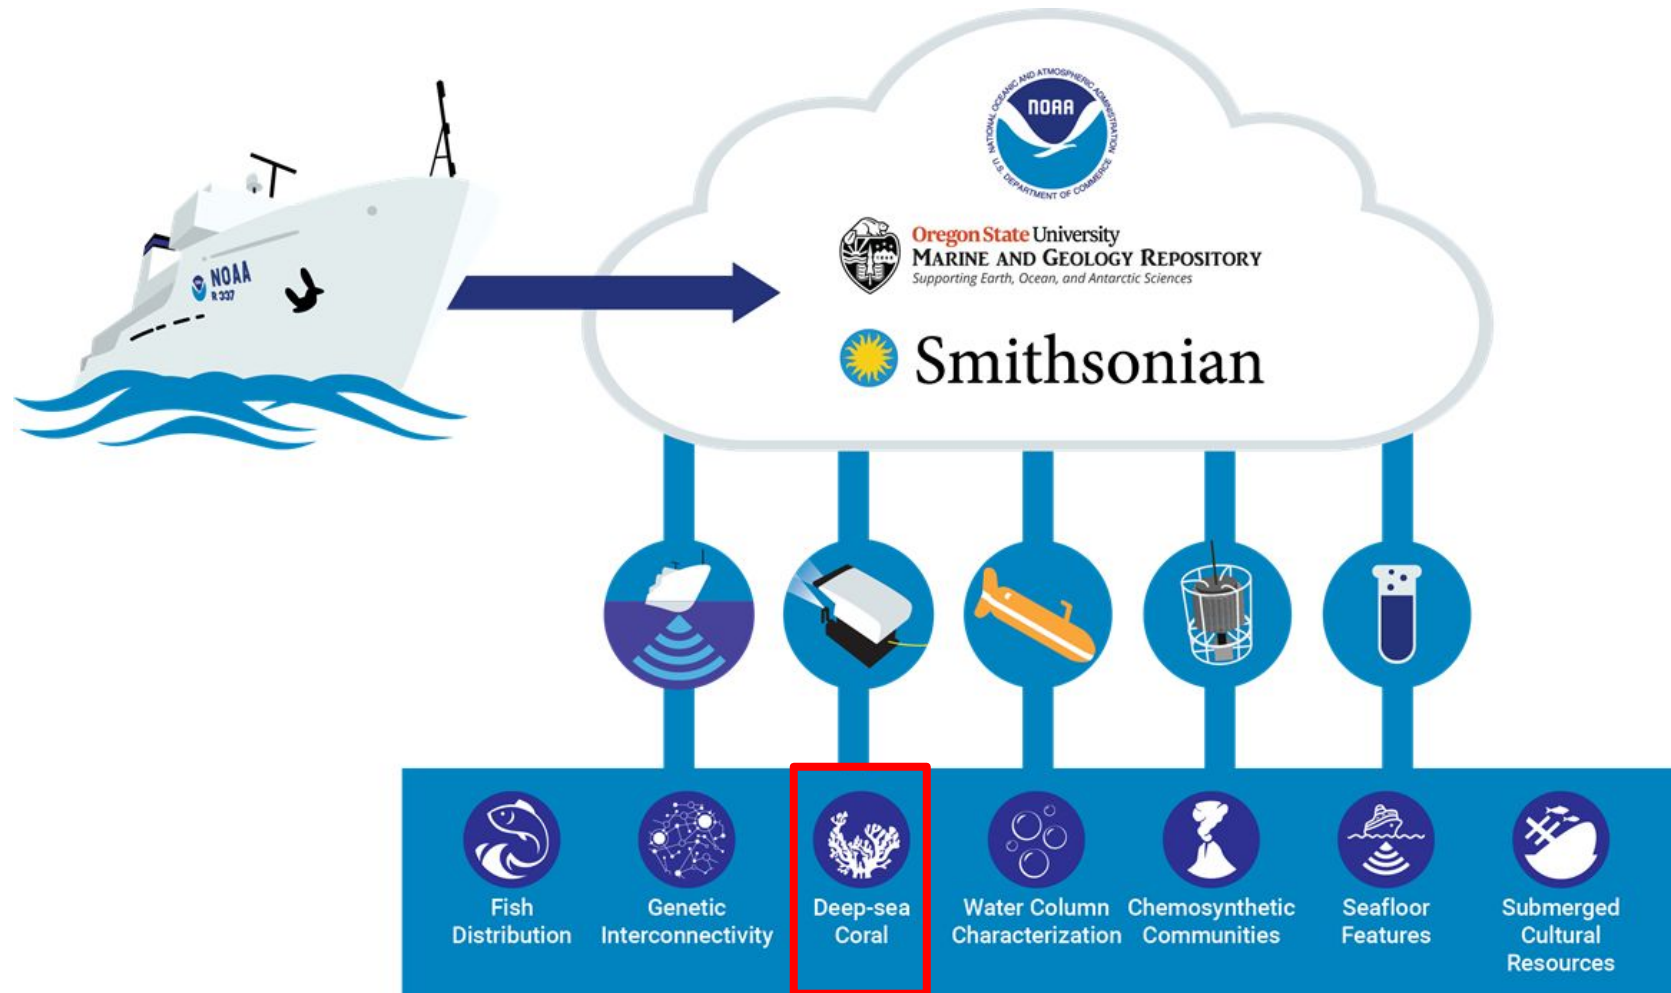 NATIONAL OCEANIC AND ATMOSPHERIC ADMINISTRATION
NOAA
U.S. DEPARTMENT OF COMMERCE
Oregon State University
MARINE AND GEOLOGY REPOSITORY
Supporting Earth, Ocean, and Antarctic Sciences
Smithsonian
NOAA
R 337
Fish
Distribution
Genetic
Interconnectivity
Deep-sea
Coral
Water Column
Characterization
Chemosynthetic
Communities
Seafloor
Features
Submerged
Cultural
Resources